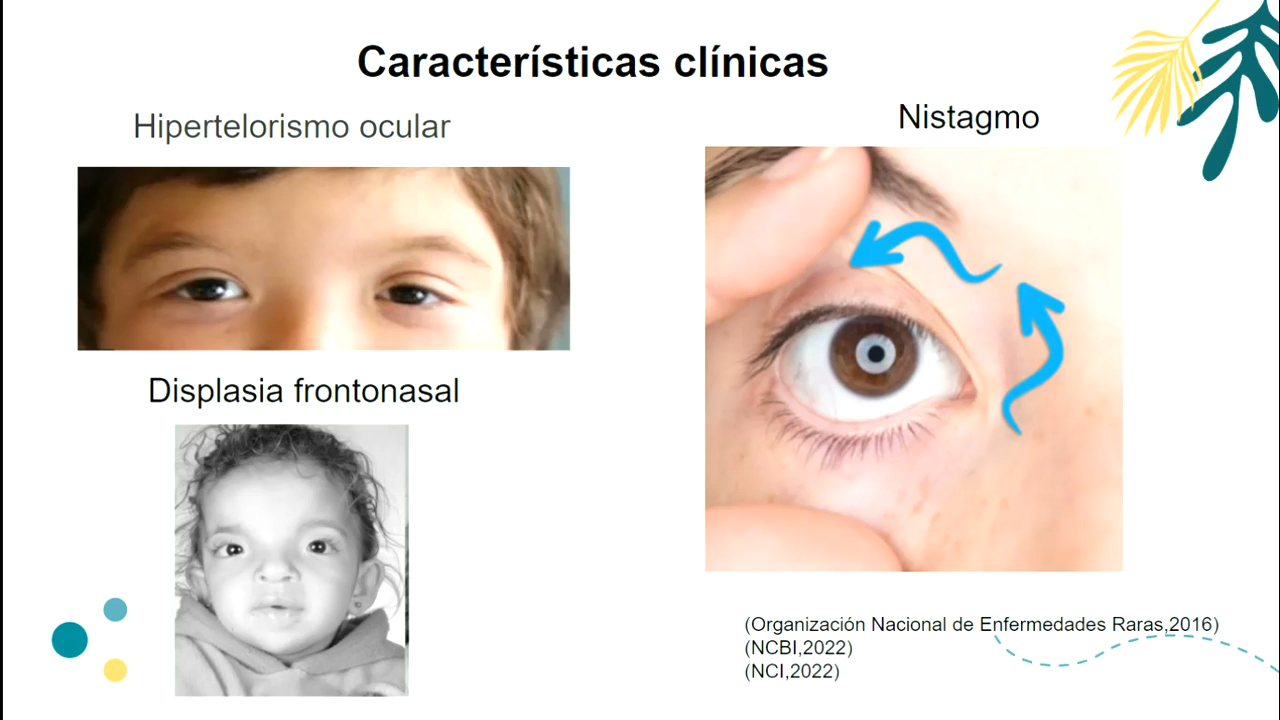 Características clínicas
Hipertelorismo ocular
Nistagmo
Displasia frontonasal
(Organización Nacional de Enfermedades Raras,2016)
(NCBI,2022)
(NCI,2022)